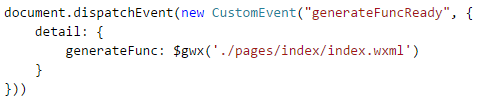 document.dispatchEvent(new CustomEvent("generateFuncReady", {
    detail: {
        generateFunc: $gwx('./pages/index/index.wxml')
    }
}))